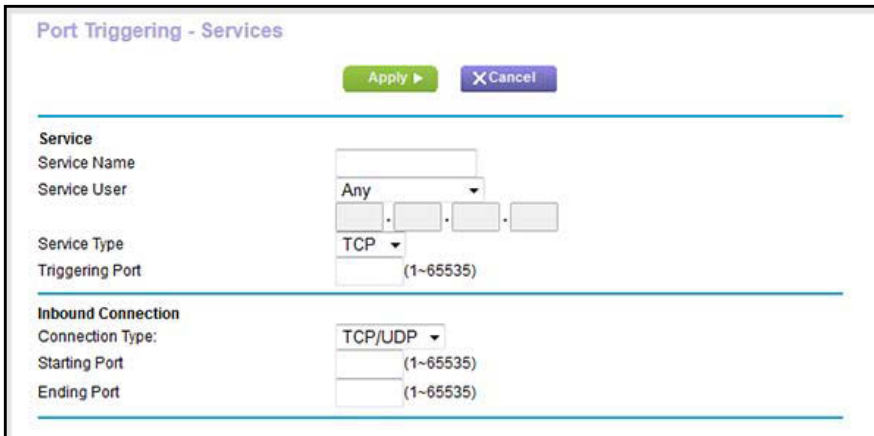 Port Triggering - Services
Apply ▶ X Cancel
Service
Service Name
Service User Any
. . .
Service Type TCP
Triggering Port (1~65535)
Inbound Connection
Connection Type: TCP/UDP
Starting Port (1~65535)
Ending Port (1~65535)